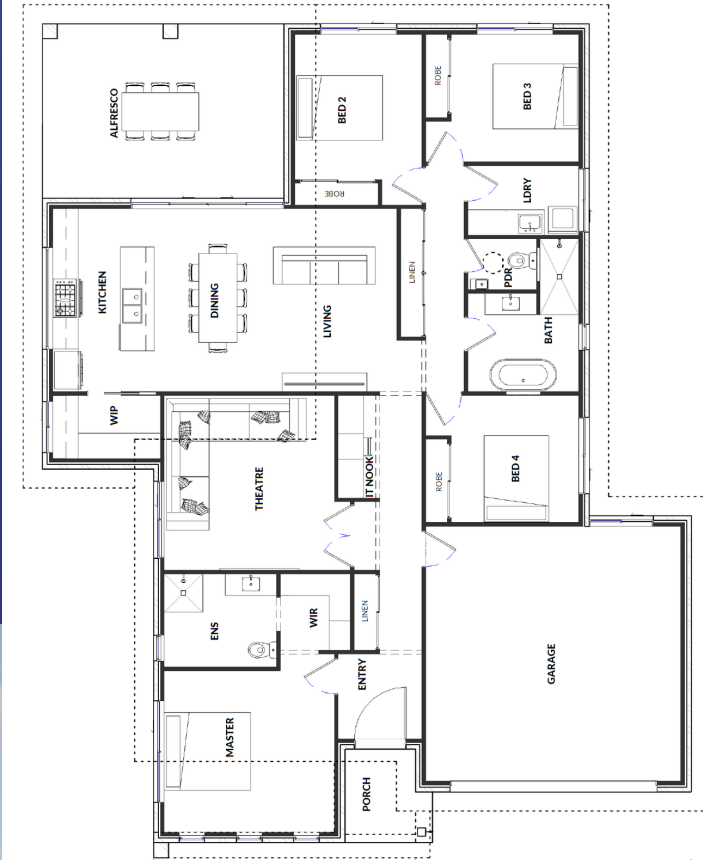 ALFRESCO
BED 2
ROBE
BED 3
ROBE
LDRY
KITCHEN
DINING
LIVING
LINEN
PDR
BATH
WIP
THEATRE
IT NOOK
ROBE
BED 4
ENS
WIR
LINEN
ENTRY
GARAGE
MASTER
PORCH